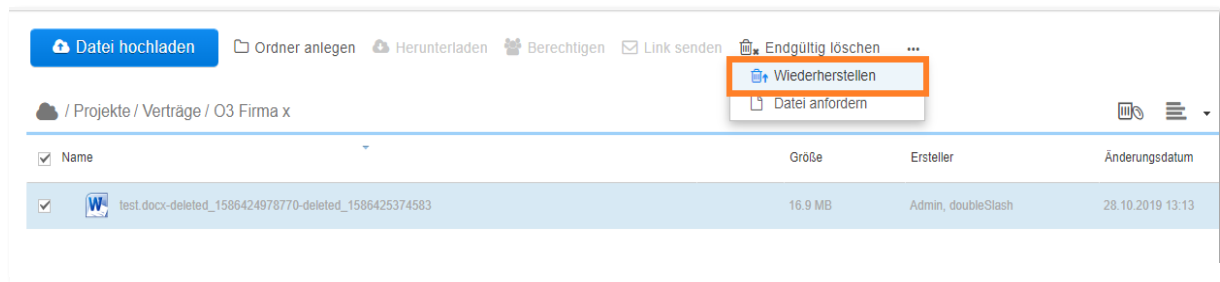 Datei hochladen Ordner anlegen Herunterladen Berechtigen Link senden Endgültig löschen ...
Wiederherstellen
Datei anfordern
/ Projekte / Verträge / O3 Firma x
Name Größe Ersteller Änderungsdatum
test.docx-deleted_1586424978770-deleted_1586425374583 16.9 MB Admin, doubleSlash 28.10.2019 13:13